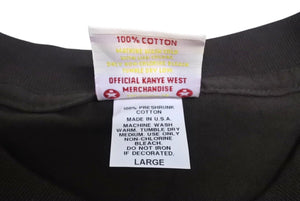 100% COTTON
OFFICIAL KANYE WEST
MERCHANDISE
100% PRESHRUNK
COTTON
MADE IN U.S.A.
MACHINE WASH
WARM. TUMBLE DRY
MEDIUM. USE ONLY
NON-CHLORINE
BLEACH.
DO NOT IRON
IF DECORATED.
LARGE